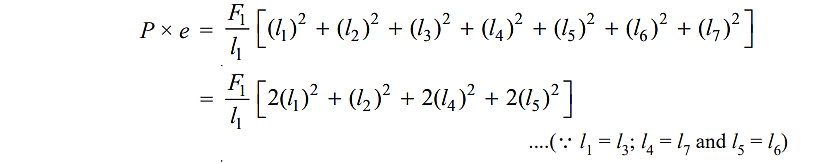 P × e = F₁/l₁ [(l₁)² + (l₂)² + (l₃)² + (l₄)² + (l₅)² + (l₆)² + (l₇)²]
= F₁/l₁ [2(l₁)² + (l₂)² + 2(l₄)² + 2(l₅)²]
....(∵ l₁ = l₃; l₄ = l₇ and l₅ = l₆)